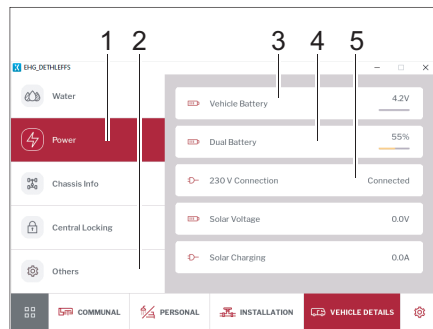 1 2 3 4 5
EHG_DETHLEFFS
Water
Vehicle Battery 4.2V
Power
Dual Battery 55%
Chassis Info
230 V Connection Connected
Central Locking
Solar Voltage 0.0V
Others
Solar Charging 0.0A
COMMUNAL PERSONAL INSTALLATION VEHICLE DETAILS